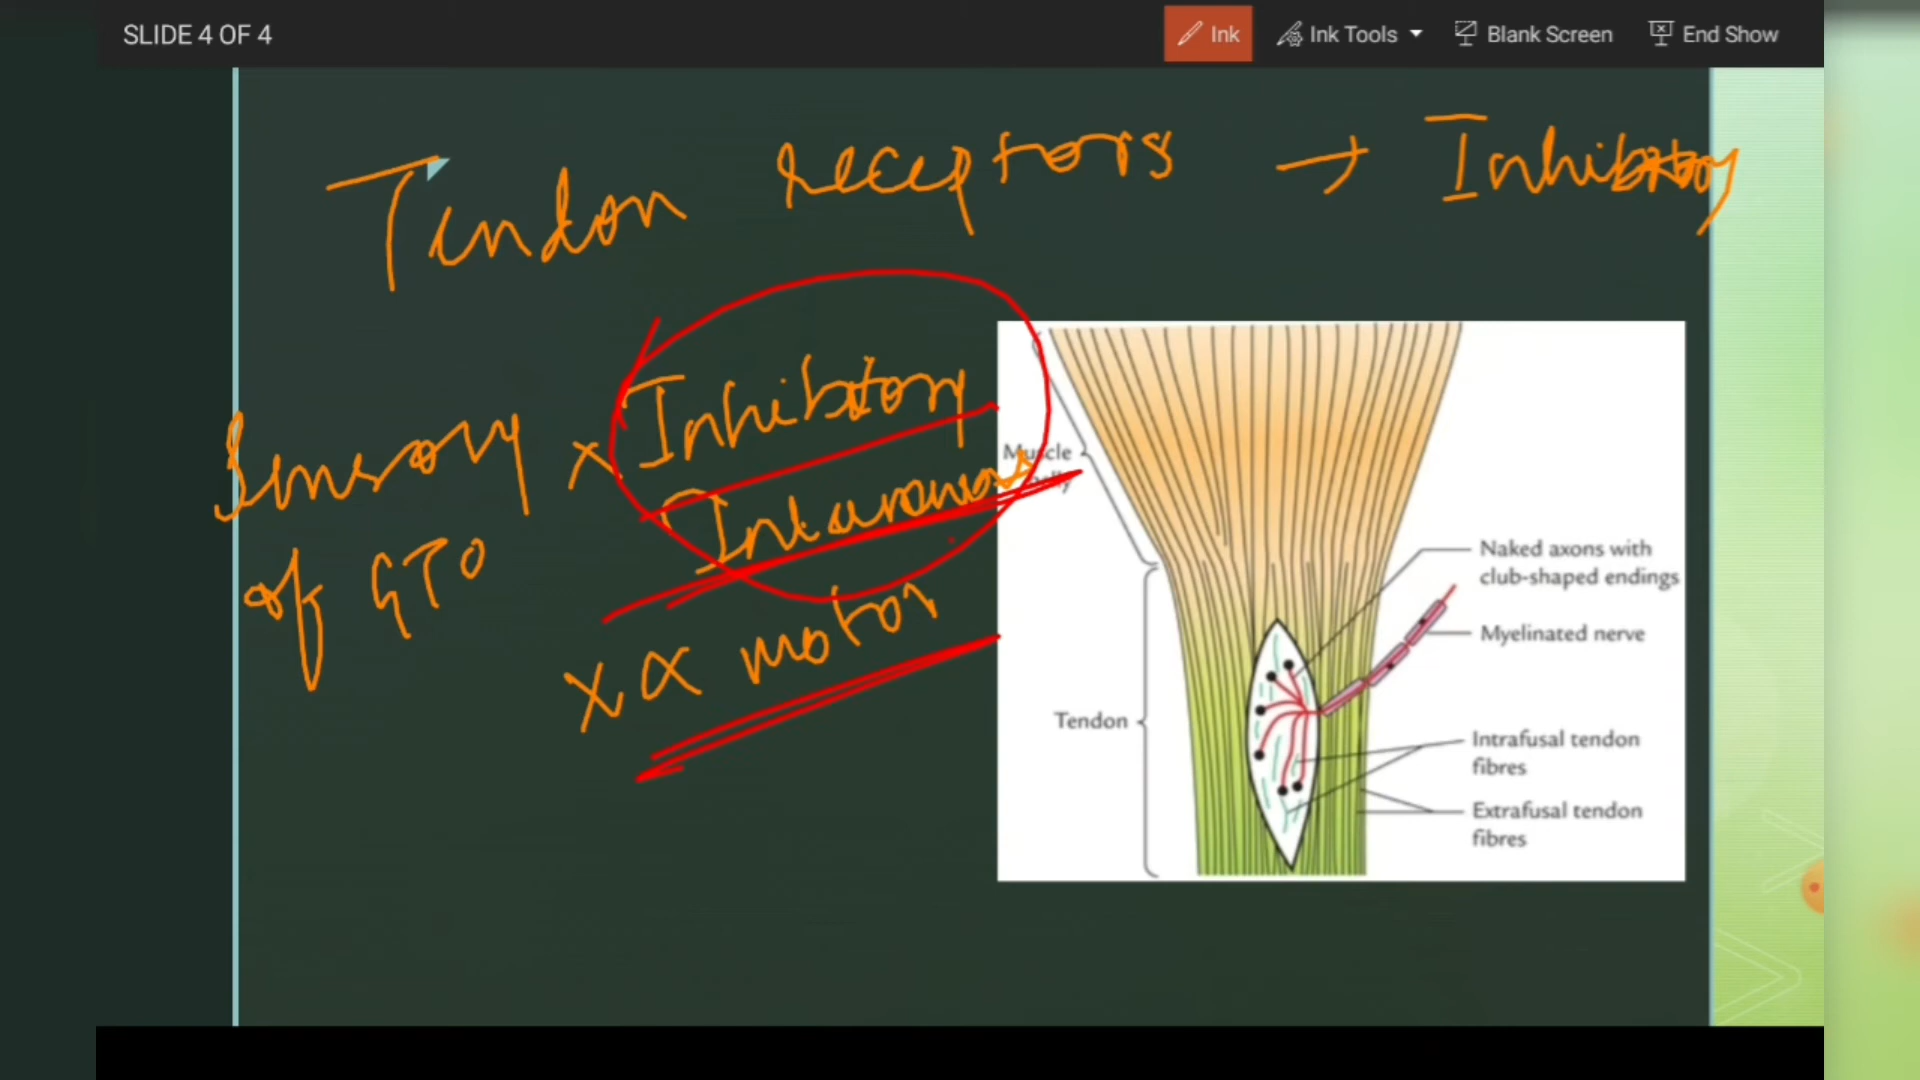 SLIDE 4 OF 4
Ink
Ink Tools
Blank Screen
End Show
Tendon receptors → Inhibitory
Sensory × Inhibitory
Interneurons
of GTO
× α motor
Muscle
Naked axons with
club-shaped endings
Myelinated nerve
Tendon
Intrafusal tendon
fibres
Extrafusal tendon
fibres